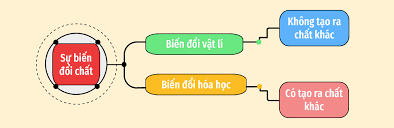 Sự biến
đổi chất
Biến đổi vật lí
Không tạo ra
chất khác
Biến đổi hóa học
Có tạo ra chất
khác